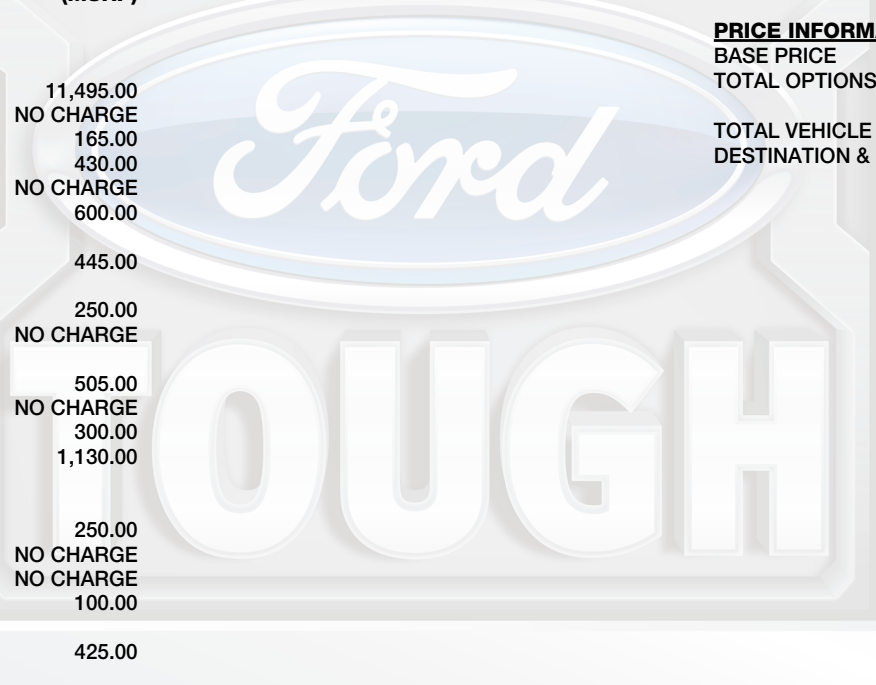 (MSRP)
11,495.00
NO CHARGE
165.00
430.00
NO CHARGE
600.00
445.00
250.00
NO CHARGE
505.00
NO CHARGE
300.00
1,130.00
250.00
NO CHARGE
NO CHARGE
100.00
425.00
PRICE INFORMA
BASE PRICE
TOTAL OPTIONS
TOTAL VEHICLE
DESTINATION &
Ford
TOUGH